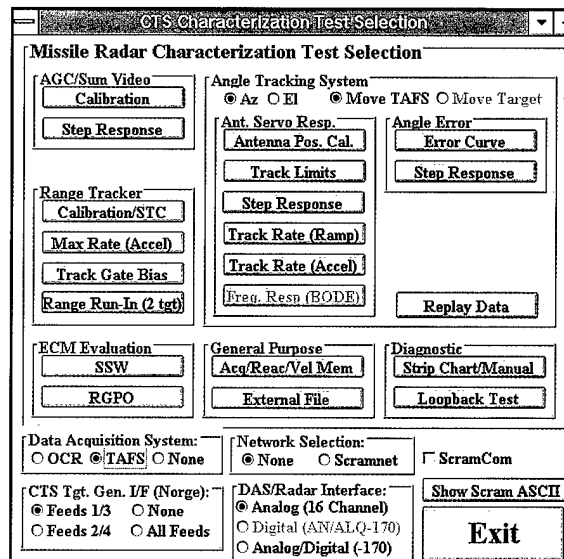 CTS Characterization Test Selection
Missile Radar Characterization Test Selection
AGC/Sum Video
Calibration
Step Response
Range Tracker
Calibration/STC
Max Rate (Accel)
Track Gate Bias
Range Run-In (2 tgt)
Angle Tracking System
Az El Move TAFS Move Target
Ant. Servo Resp.
Antenna Pos. Cal.
Track Limits
Step Response
Track Rate (Ramp)
Track Rate (Accel)
Freq. Resp (BODE)
Angle Error
Error Curve
Step Response
Replay Data
ECM Evaluation
SSW
RGPO
General Purpose
Acq/Reac/Vel Mem
External File
Diagnostic
Strip Chart/Manual
Loopback Test
Data Acquisition System:
OCR TAFS None
Network Selection:
None Scramnet
ScramCom
CTS Tgt. Gen. I/F (Norge):
Feeds 1/3 None
Feeds 2/4 All Feeds
DAS/Radar Interface:
Analog (16 Channel)
Digital (AN/ALQ-170)
Analog/Digital (-170)
Show Scram ASCII
Exit